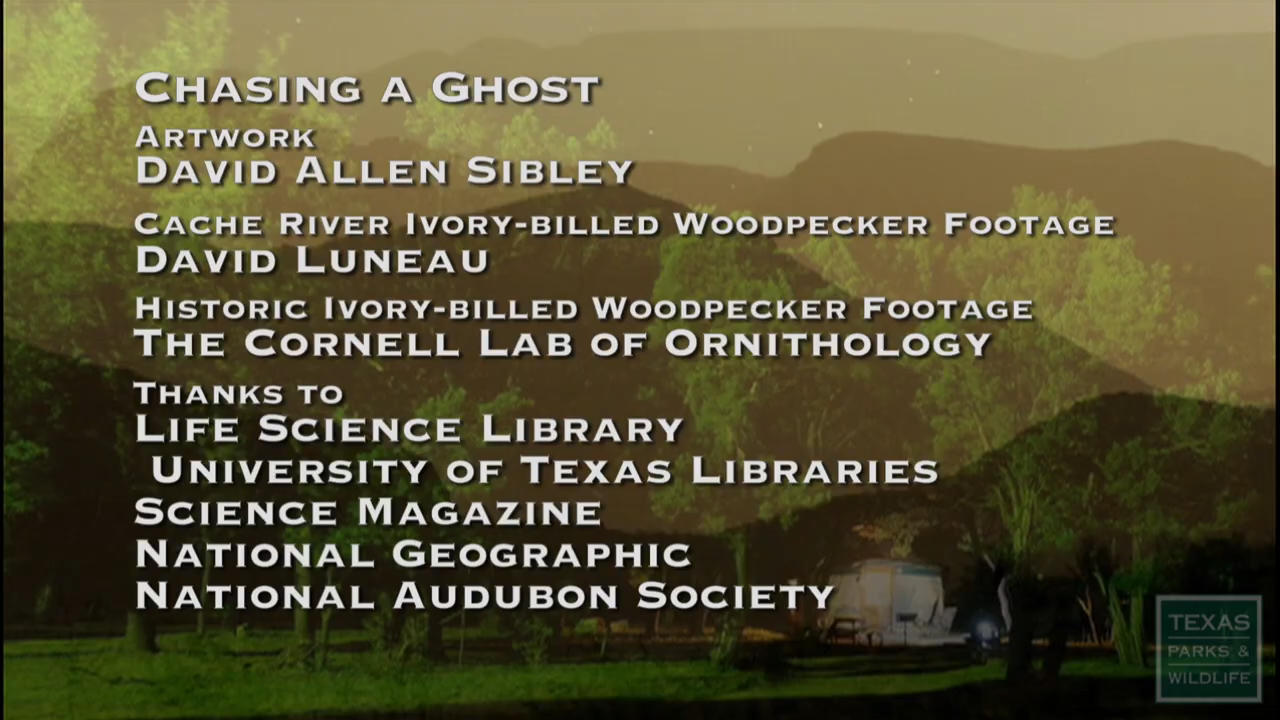 CHASING A GHOST
ARTWORK
DAVID ALLEN SIBLEY
CACHE RIVER IVORY-BILLED WOODPECKER FOOTAGE
DAVID LUNEAU
HISTORIC IVORY-BILLED WOODPECKER FOOTAGE
THE CORNELL LAB OF ORNITHOLOGY
THANKS TO
LIFE SCIENCE LIBRARY
UNIVERSITY OF TEXAS LIBRARIES
SCIENCE MAGAZINE
NATIONAL GEOGRAPHIC
NATIONAL AUDUBON SOCIETY
TEXAS
PARKS &
WILDLIFE